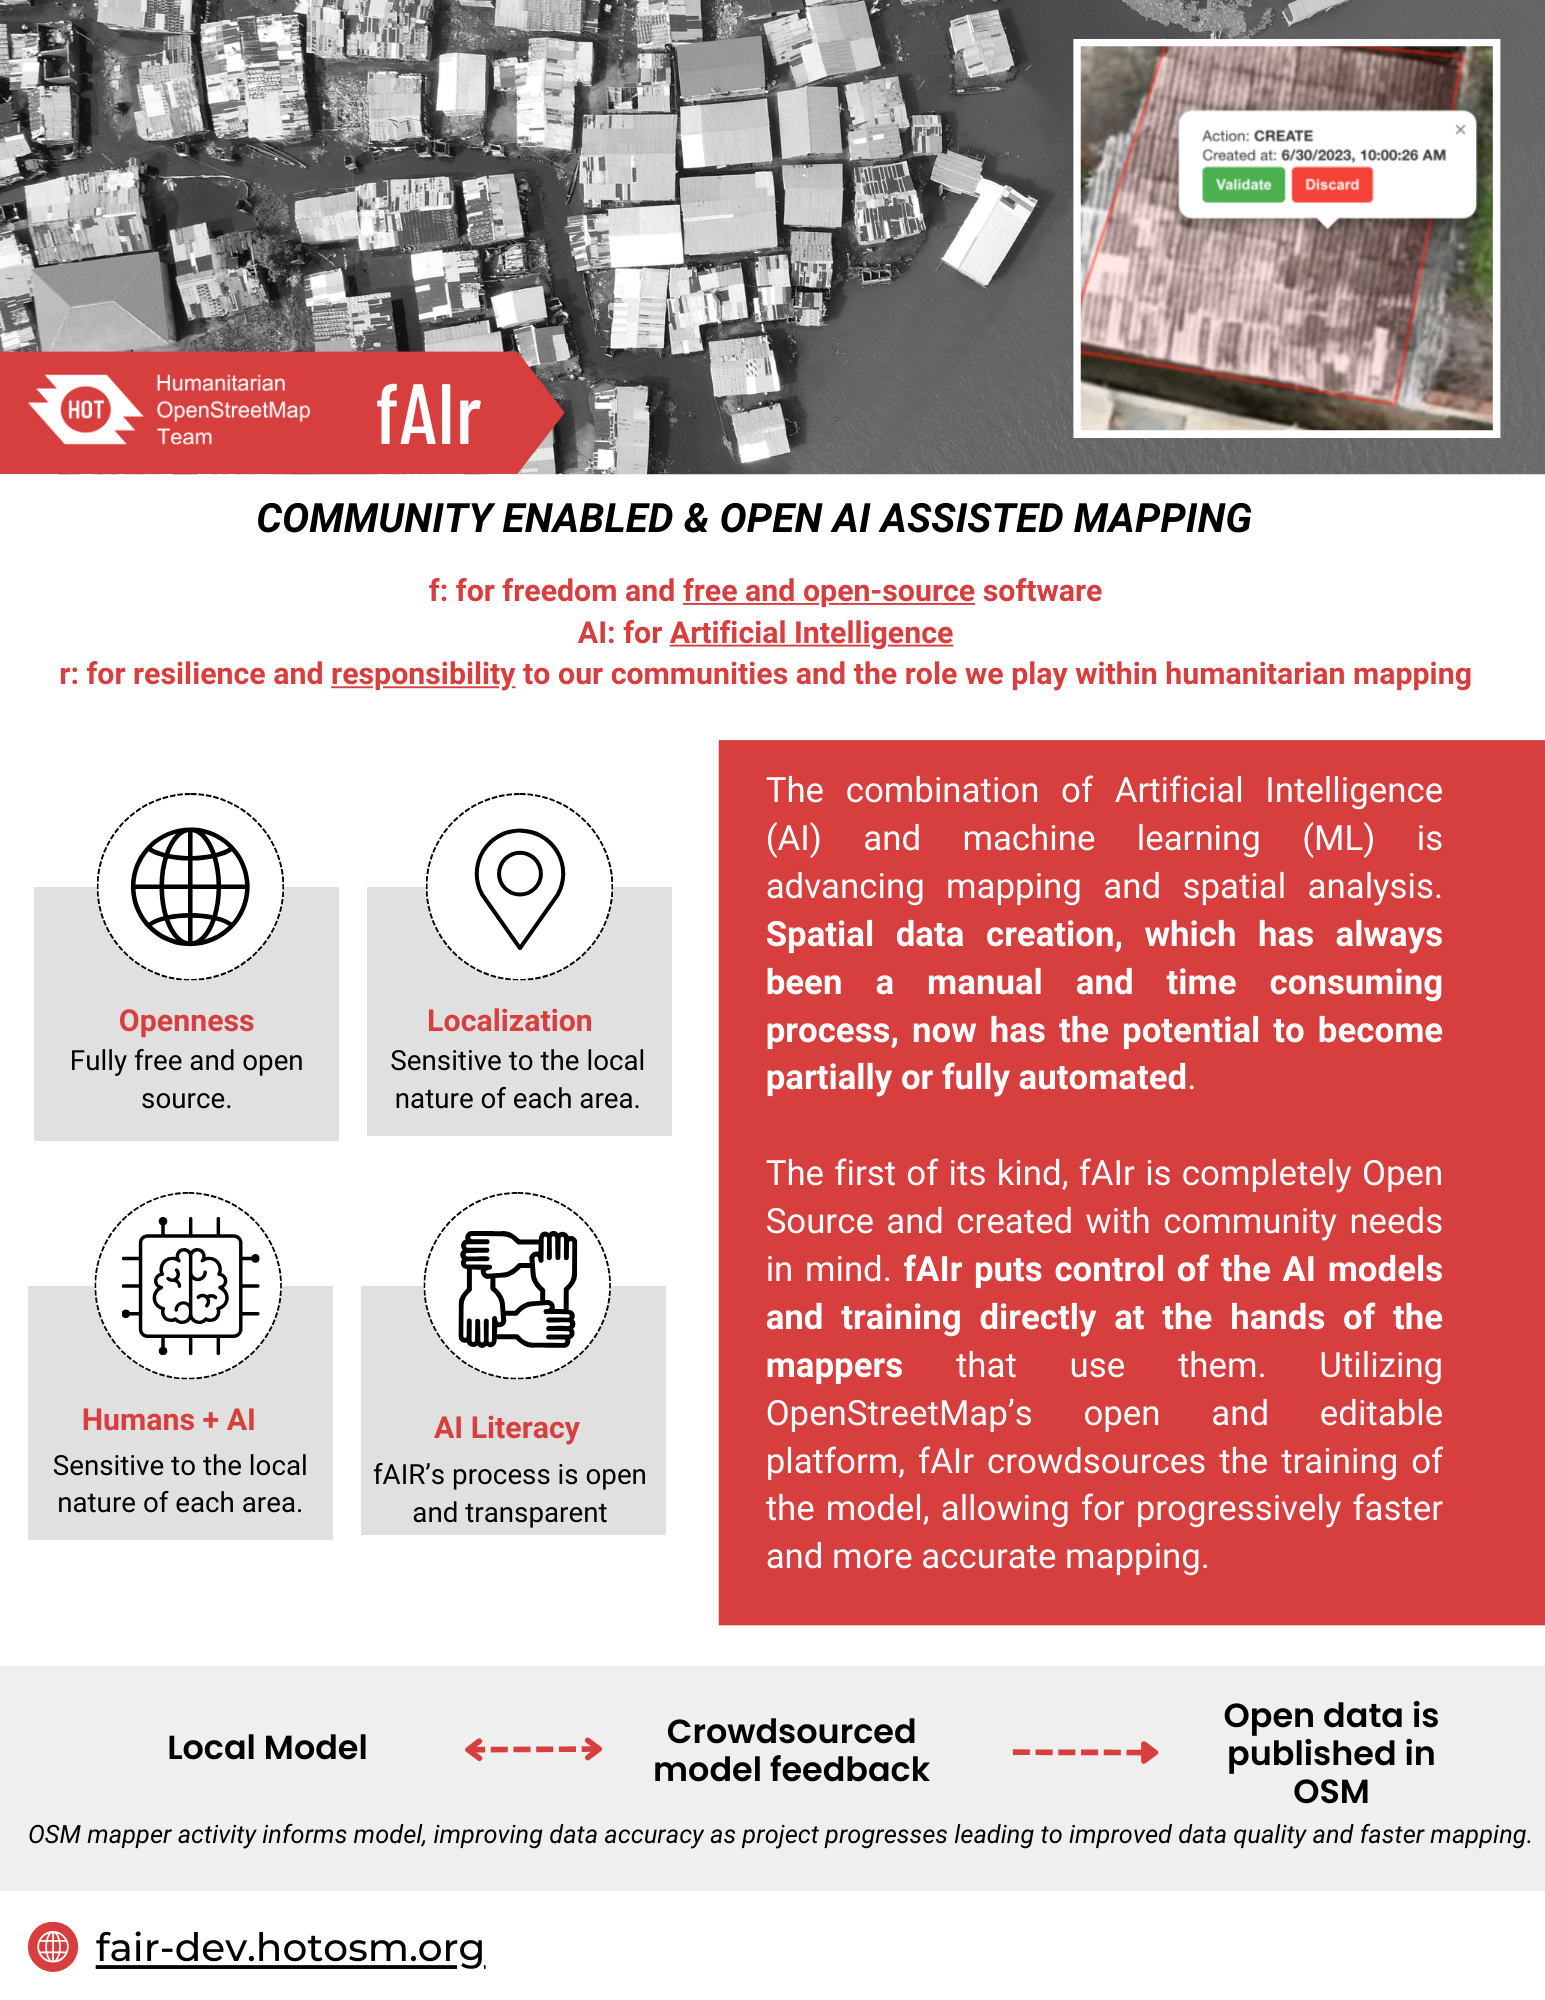 Action: CREATE
Created at: 6/30/2023, 10:00:26 AM
×
Validate Discard
HOT
Humanitarian
OpenStreetMap
Team
fAIr
COMMUNITY ENABLED & OPEN AI ASSISTED MAPPING
f: for freedom and free and open-source software
AI: for Artificial Intelligence
r: for resilience and responsibility to our communities and the role we play within humanitarian mapping
Openness
Fully free and open
source.
Localization
Sensitive to the local
nature of each area.
Humans + AI
Sensitive to the local
nature of each area.
AI Literacy
fAIR's process is open
and transparent
The combination of Artificial Intelligence
(AI) and machine learning (ML) is
advancing mapping and spatial analysis.
Spatial data creation, which has always
been a manual and time consuming
process, now has the potential to become
partially or fully automated.
The first of its kind, fAIr is completely Open
Source and created with community needs
in mind. fAIr puts control of the AI models
and training directly at the hands of the
mappers that use them. Utilizing
OpenStreetMap's open and editable
platform, fAIr crowdsources the training of
the model, allowing for progressively faster
and more accurate mapping.
Local Model
Crowdsourced
model feedback
Open data is
published in
OSM
OSM mapper activity informs model, improving data accuracy as project progresses leading to improved data quality and faster mapping.
fair-dev.hotosm.org